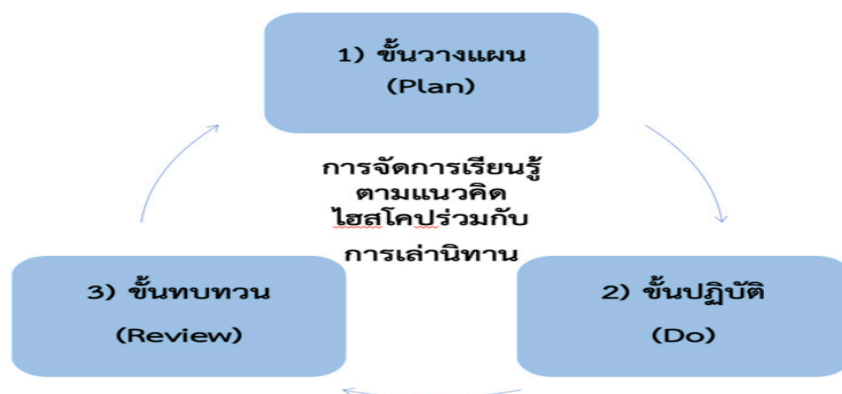 1) ขั้นวางแผน
(Plan)
การจัดการเรียนรู้
ตามแนวคิด
ไฮสโคปร่วมกับ
การเล่านิทาน
3) ขั้นทบทวน
(Review)
2) ขั้นปฏิบัติ
(Do)